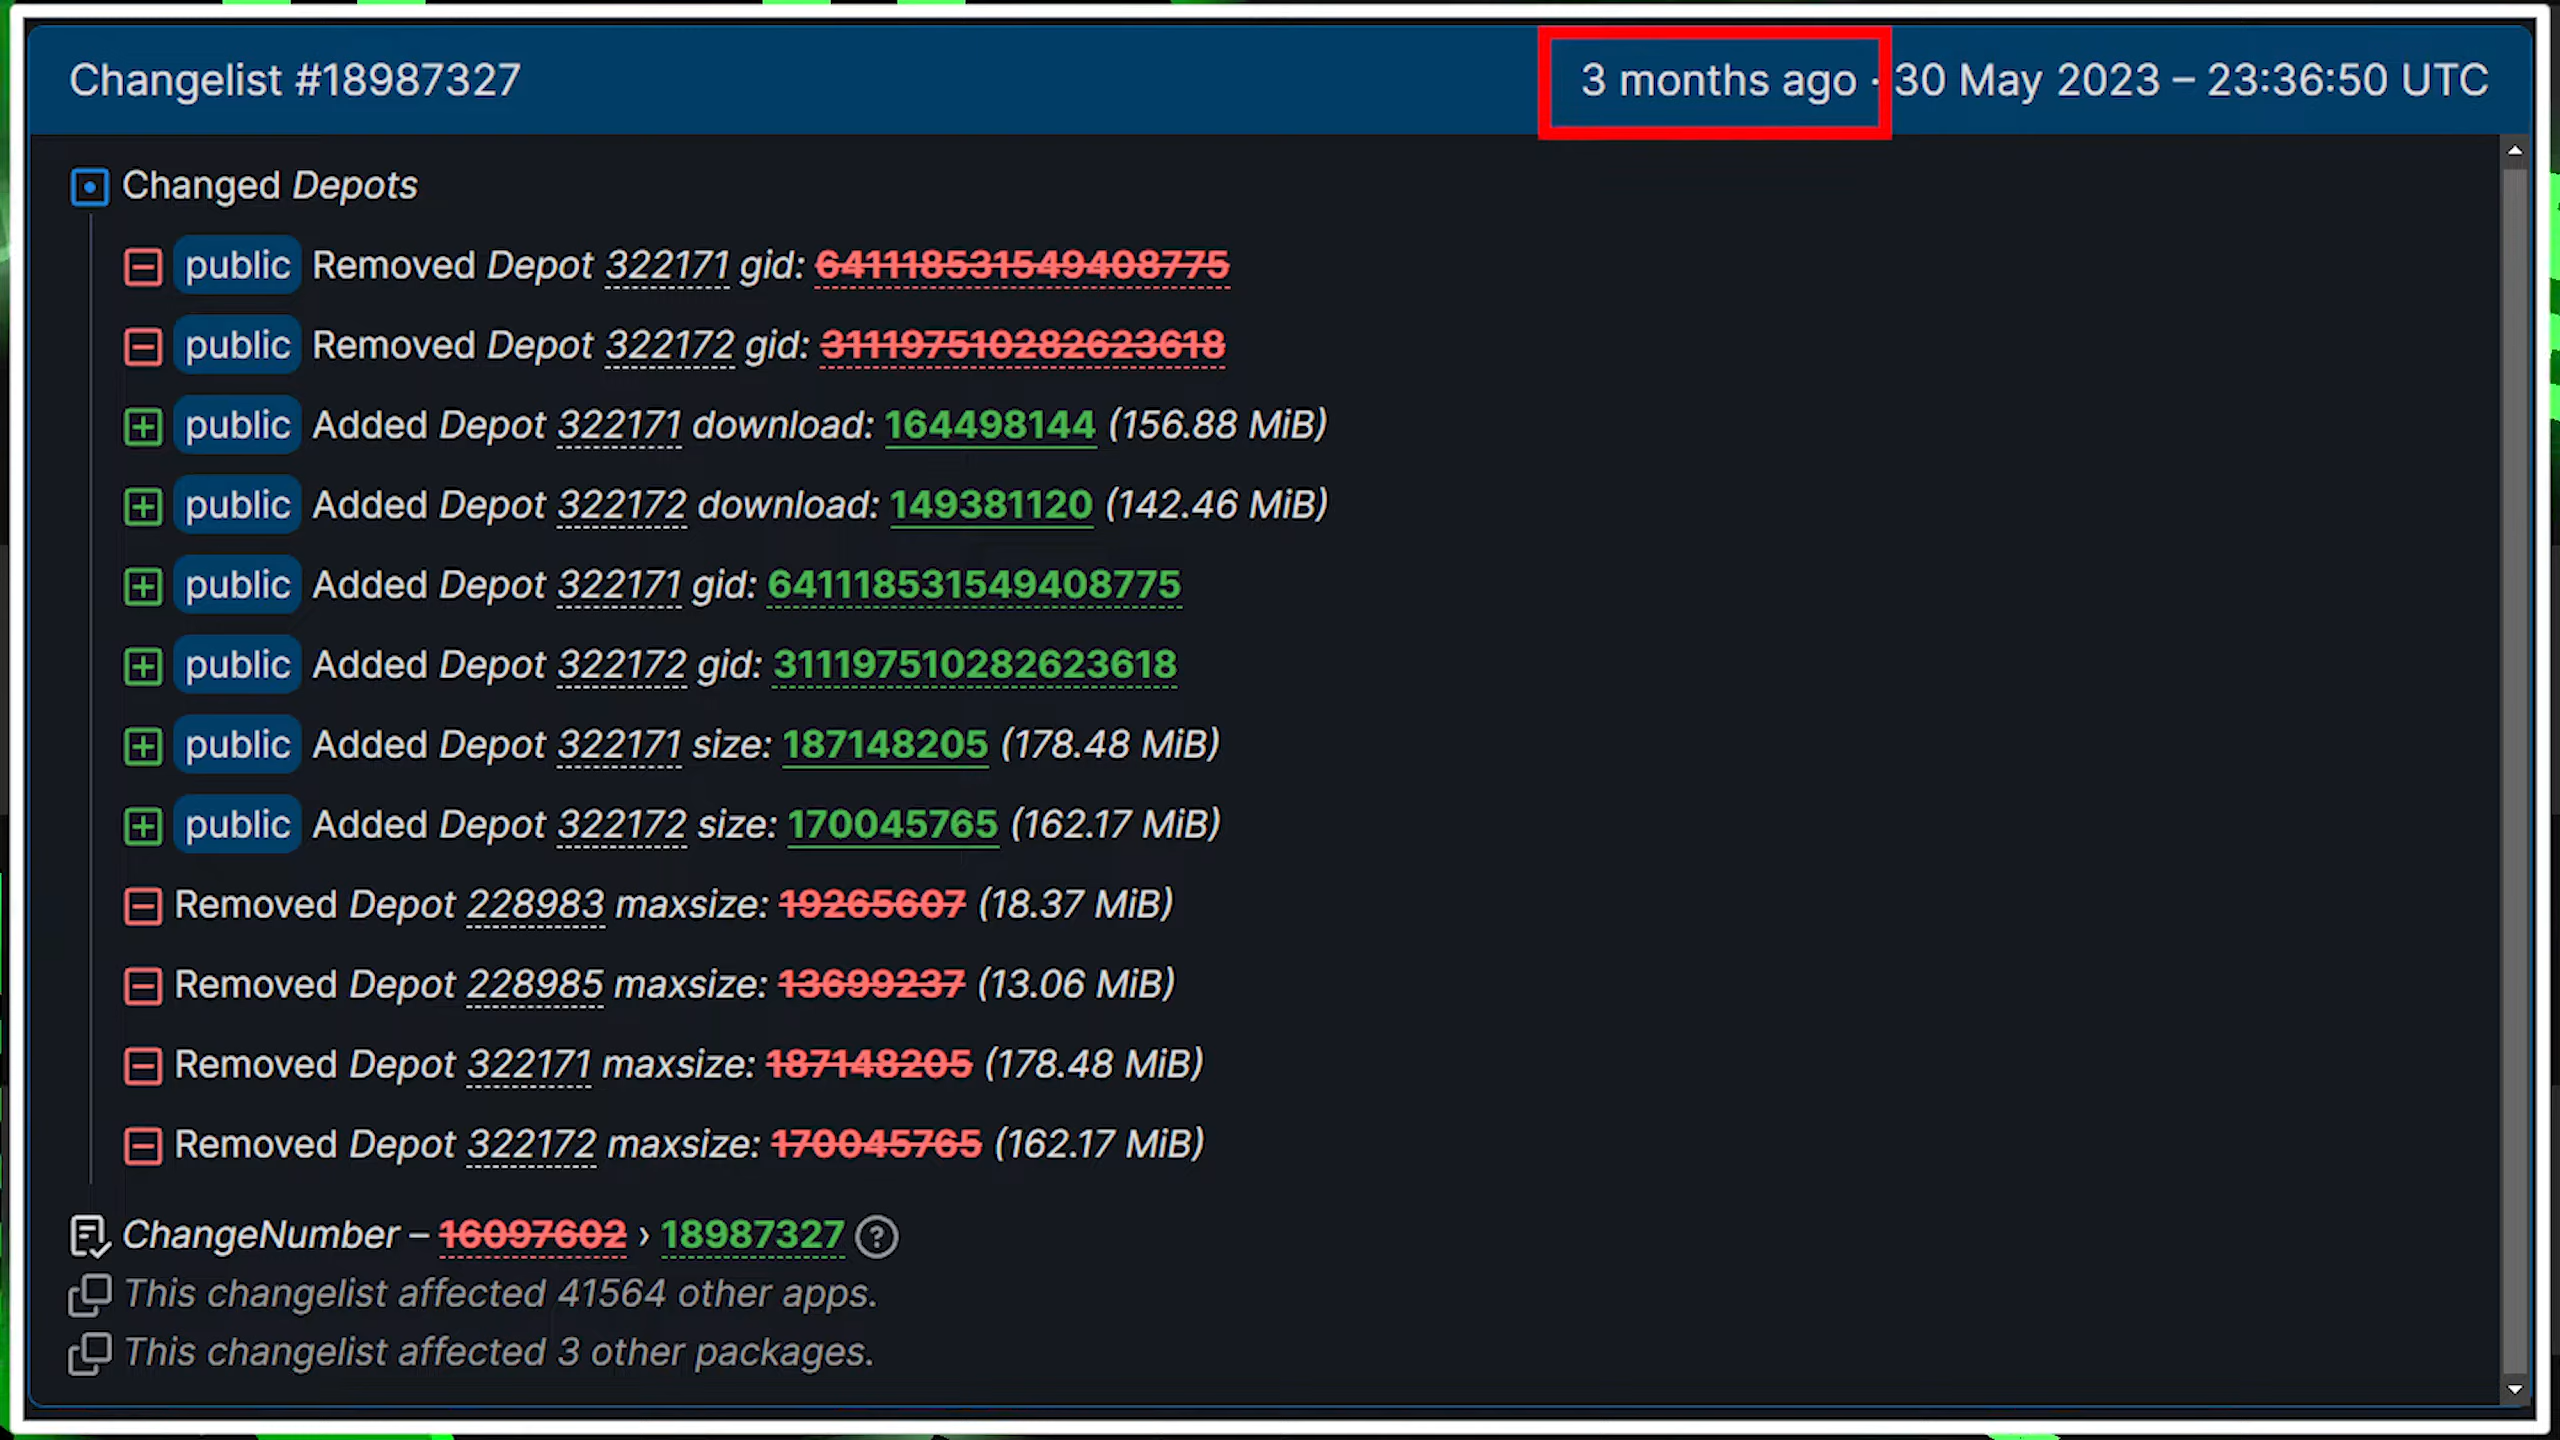 Changelist #18987327
3 months ago · 30 May 2023 – 23:36:50 UTC
Changed Depots
public Removed Depot 322171 gid: 641118531549408775
public Removed Depot 322172 gid: 311197510282623618
public Added Depot 322171 download: 164498144 (156.88 MiB)
public Added Depot 322172 download: 149381120 (142.46 MiB)
public Added Depot 322171 gid: 641118531549408775
public Added Depot 322172 gid: 311197510282623618
public Added Depot 322171 size: 187148205 (178.48 MiB)
public Added Depot 322172 size: 170045765 (162.17 MiB)
Removed Depot 228983 maxsize: 19265607 (18.37 MiB)
Removed Depot 228985 maxsize: 13699237 (13.06 MiB)
Removed Depot 322171 maxsize: 187148205 (178.48 MiB)
Removed Depot 322172 maxsize: 170045765 (162.17 MiB)
ChangeNumber – 16097602 › 18987327 ?
This changelist affected 41564 other apps.
This changelist affected 3 other packages.